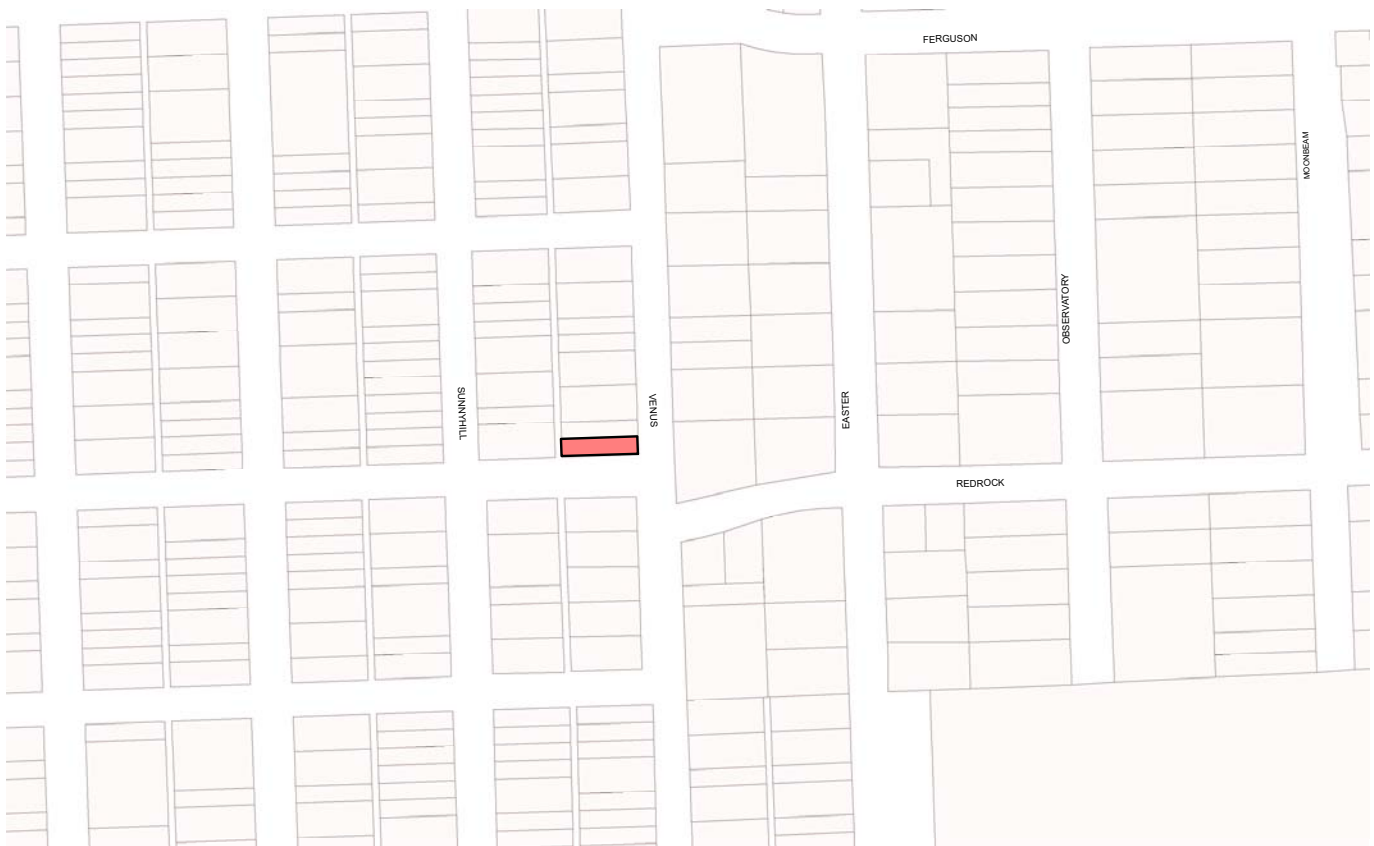 FERGUSON
MOONBEAM
OBSERVATORY
SUNNYHILL
VENUS
EASTER
REDROCK